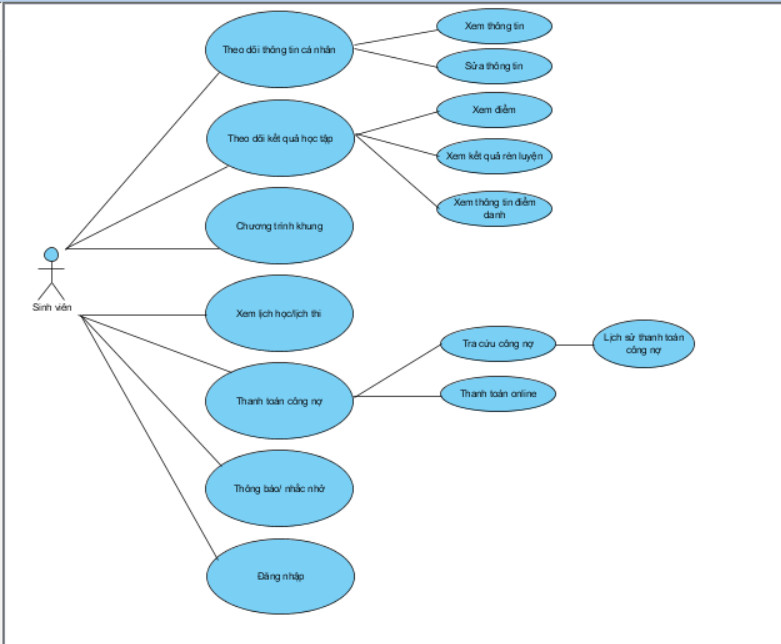 Xem thông tin
Theo dõi thông tin cá nhân
Sửa thông tin
Xem điểm
Theo dõi kết quả học tập
Xem kết quả rèn luyện
Xem thông tin điểm
danh
Chương trình khung
Sinh viên
Xem lịch học/lịch thi
Tra cứu công nợ
Lịch sử thanh toán
công nợ
Thanh toán công nợ
Thanh toán online
Thông báo/ nhắc nhở
Đăng nhập